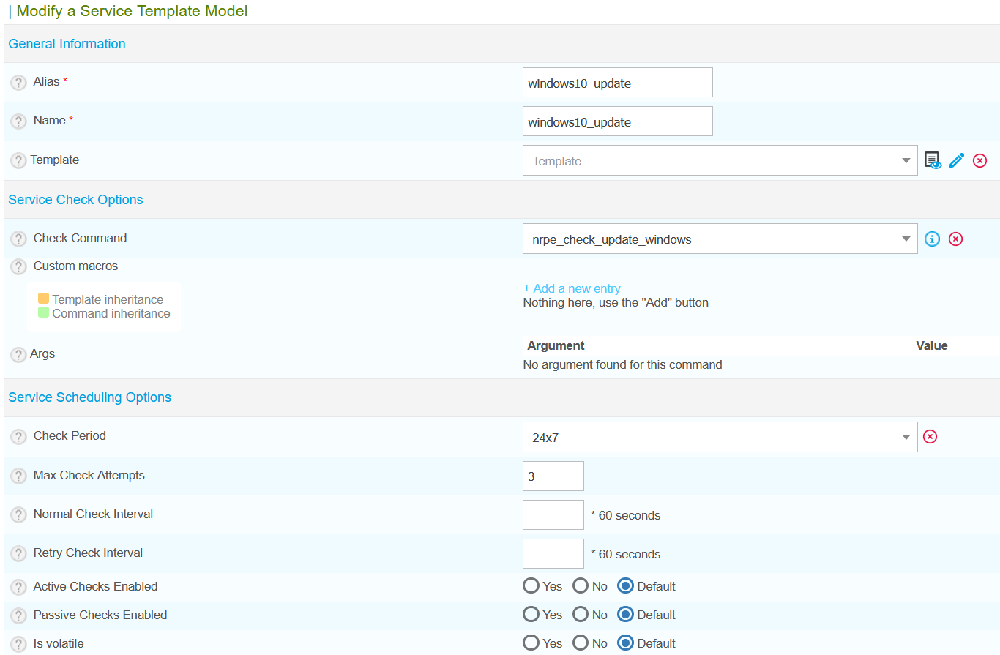 | Modify a Service Template Model
General Information
? Alias * windows10_update
? Name * windows10_update
? Template Template
Service Check Options
? Check Command nrpe_check_update_windows
? Custom macros
+ Add a new entry
Template inheritance Nothing here, use the "Add" button
Command inheritance
Argument Value
? Args
No argument found for this command
Service Scheduling Options
? Check Period 24x7
? Max Check Attempts 3
? Normal Check Interval * 60 seconds
? Retry Check Interval * 60 seconds
? Active Checks Enabled Yes No Default
? Passive Checks Enabled Yes No Default
? Is volatile Yes No Default